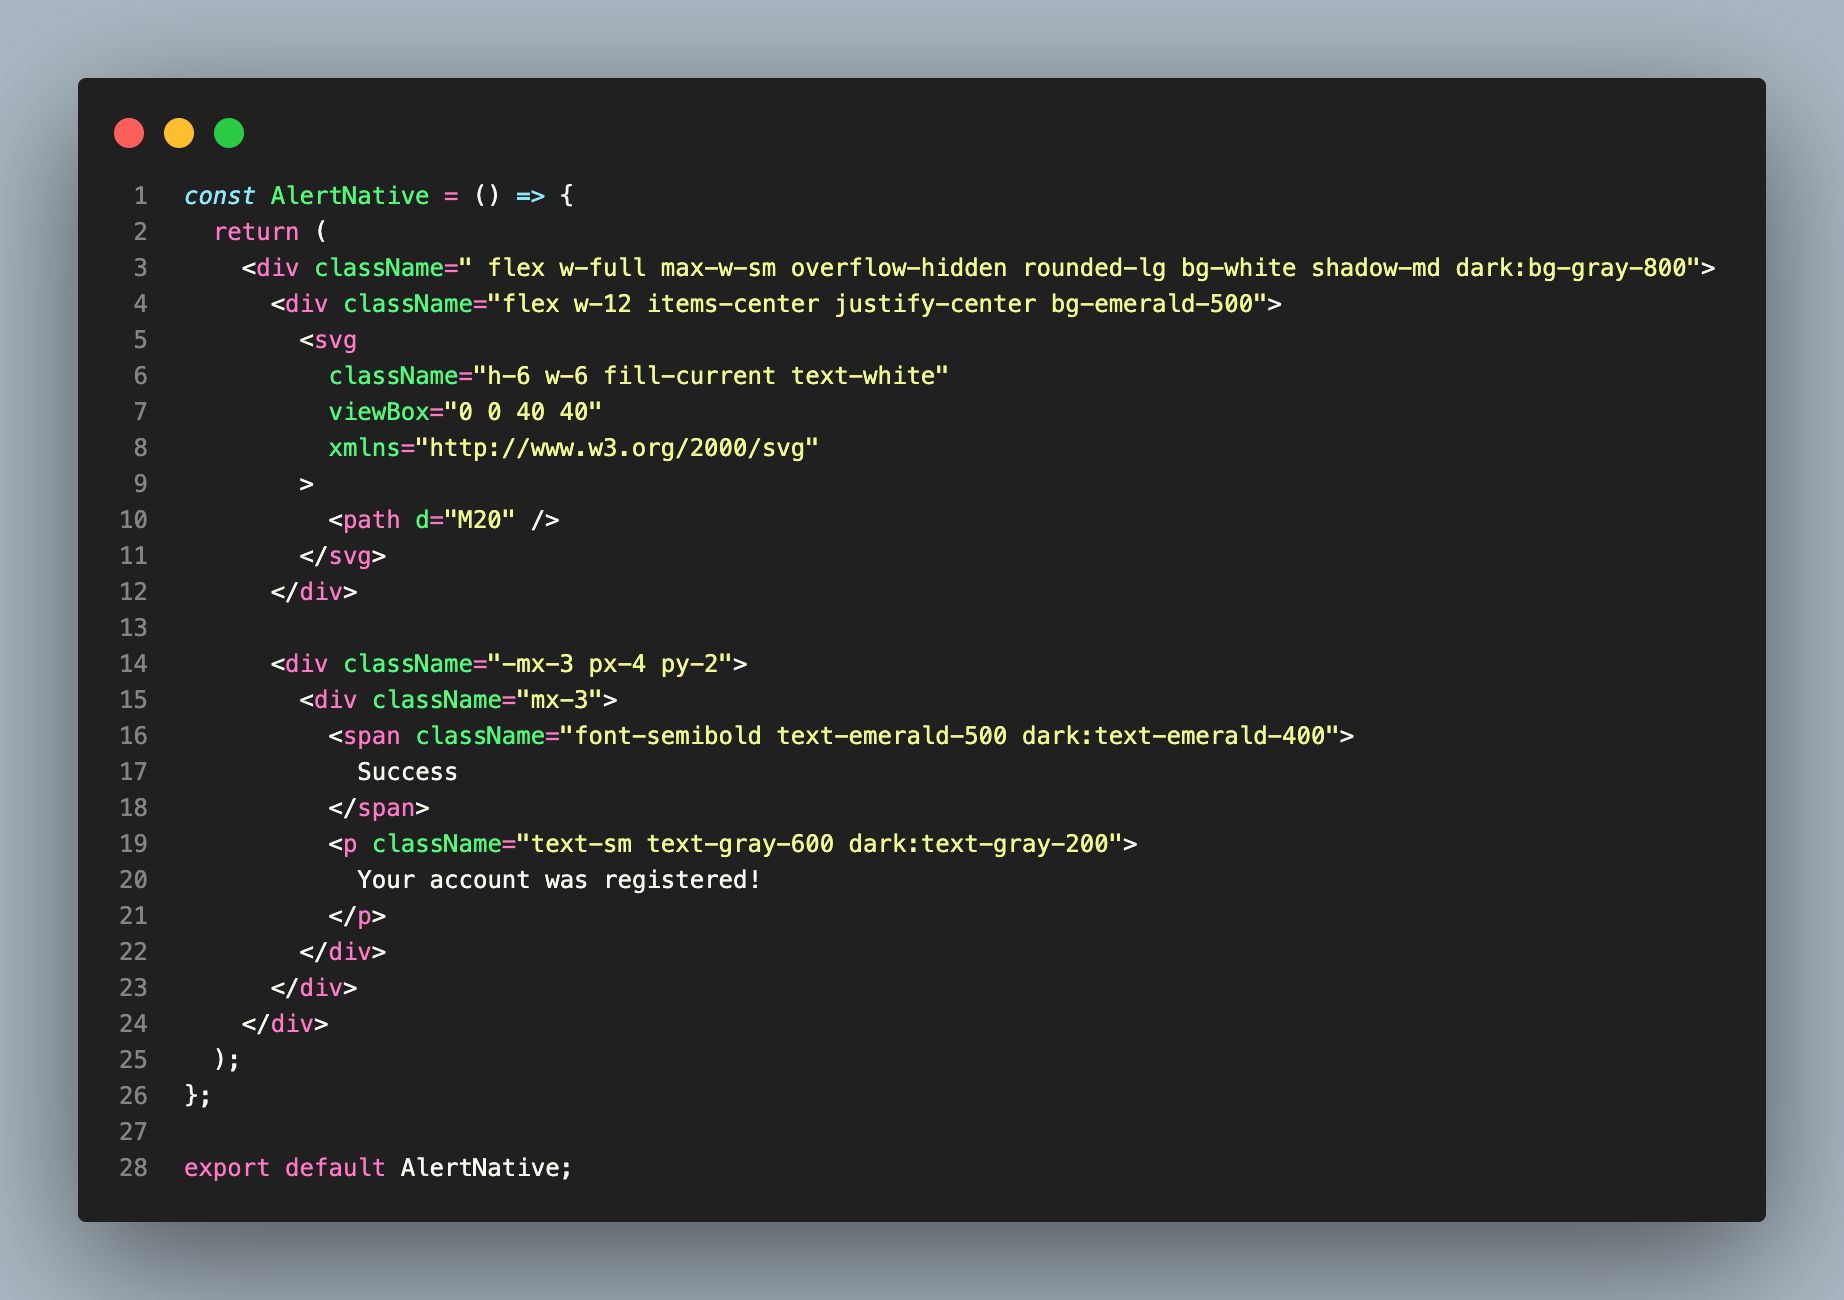 1 const AlertNative = () => {
2   return (
3     <div className=" flex w-full max-w-sm overflow-hidden rounded-lg bg-white shadow-md dark:bg-gray-800">
4       <div className="flex w-12 items-center justify-center bg-emerald-500">
5         <svg
6           className="h-6 w-6 fill-current text-white"
7           viewBox="0 0 40 40"
8           xmlns="http://www.w3.org/2000/svg"
9         >
10           <path d="M20" />
11         </svg>
12       </div>
13
14       <div className="-mx-3 px-4 py-2">
15         <div className="mx-3">
16           <span className="font-semibold text-emerald-500 dark:text-emerald-400">
17             Success
18           </span>
19           <p className="text-sm text-gray-600 dark:text-gray-200">
20             Your account was registered!
21           </p>
22         </div>
23       </div>
24     </div>
25   );
26 };
27
28 export default AlertNative;